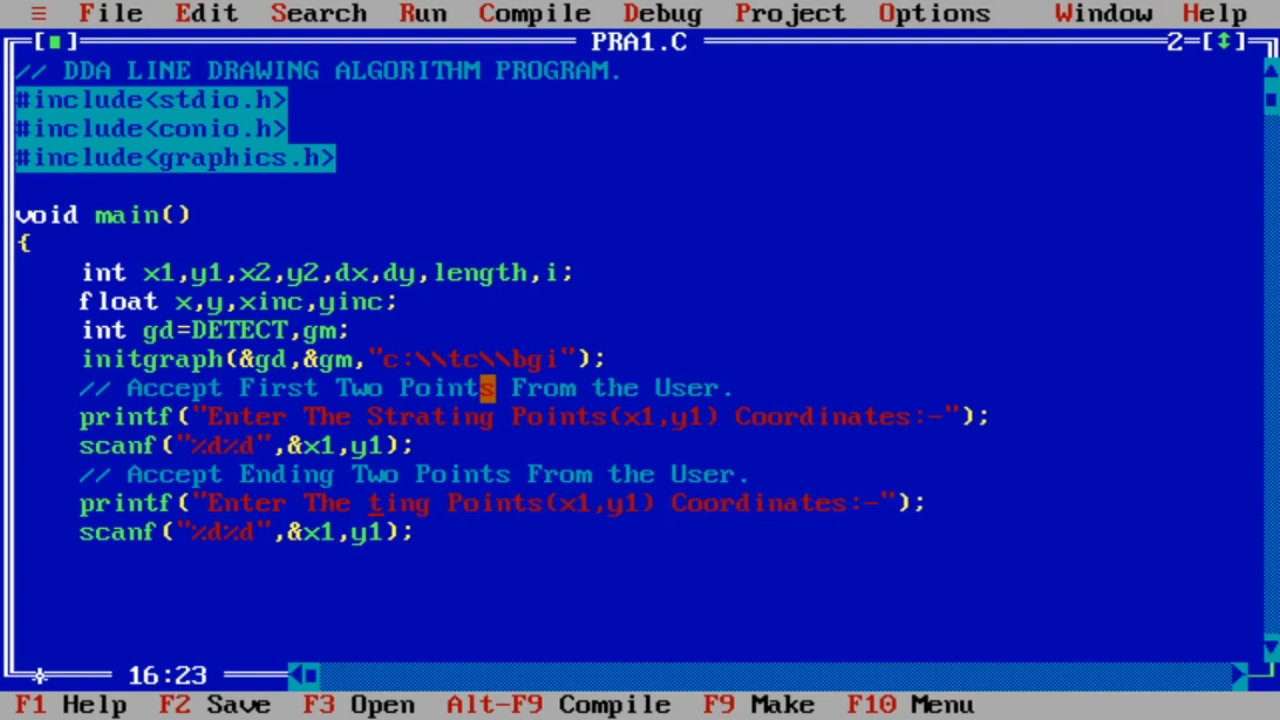 ≡ File Edit Search Run Compile Debug Project Options Window Help
[■] PRA1.C 2=[↕]
// DDA LINE DRAWING ALGORITHM PROGRAM.
#include<stdio.h>
#include<conio.h>
#include<graphics.h>
void main()
{
int x1,y1,x2,y2,dx,dy,length,i;
float x,y,xinc,yinc;
int gd=DETECT,gm;
initgraph(&gd,&gm,"c:\\tc\\bgi");
// Accept First Two Points From the User.
printf("Enter The Strating Points(x1,y1) Coordinates:-");
scanf("%d%d",&x1,y1);
// Accept Ending Two Points From the User.
printf("Enter The ting Points(x1,y1) Coordinates:-");
scanf("%d%d",&x1,y1);
16:23
F1 Help F2 Save F3 Open Alt-F9 Compile F9 Make F10 Menu